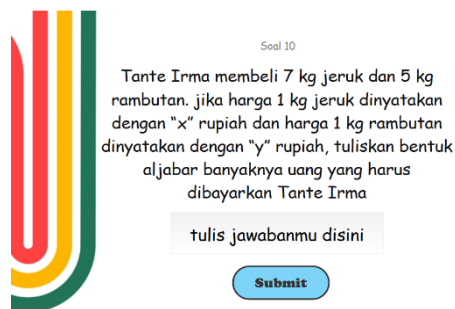 Soal 10
Tante Irma membeli 7 kg jeruk dan 5 kg
rambutan. jika harga 1 kg jeruk dinyatakan
dengan “x” rupiah dan harga 1 kg rambutan
dinyatakan dengan “y” rupiah, tuliskan bentuk
aljabar banyaknya uang yang harus
dibayarkan Tante Irma
tulis jawabanmu disini
Submit